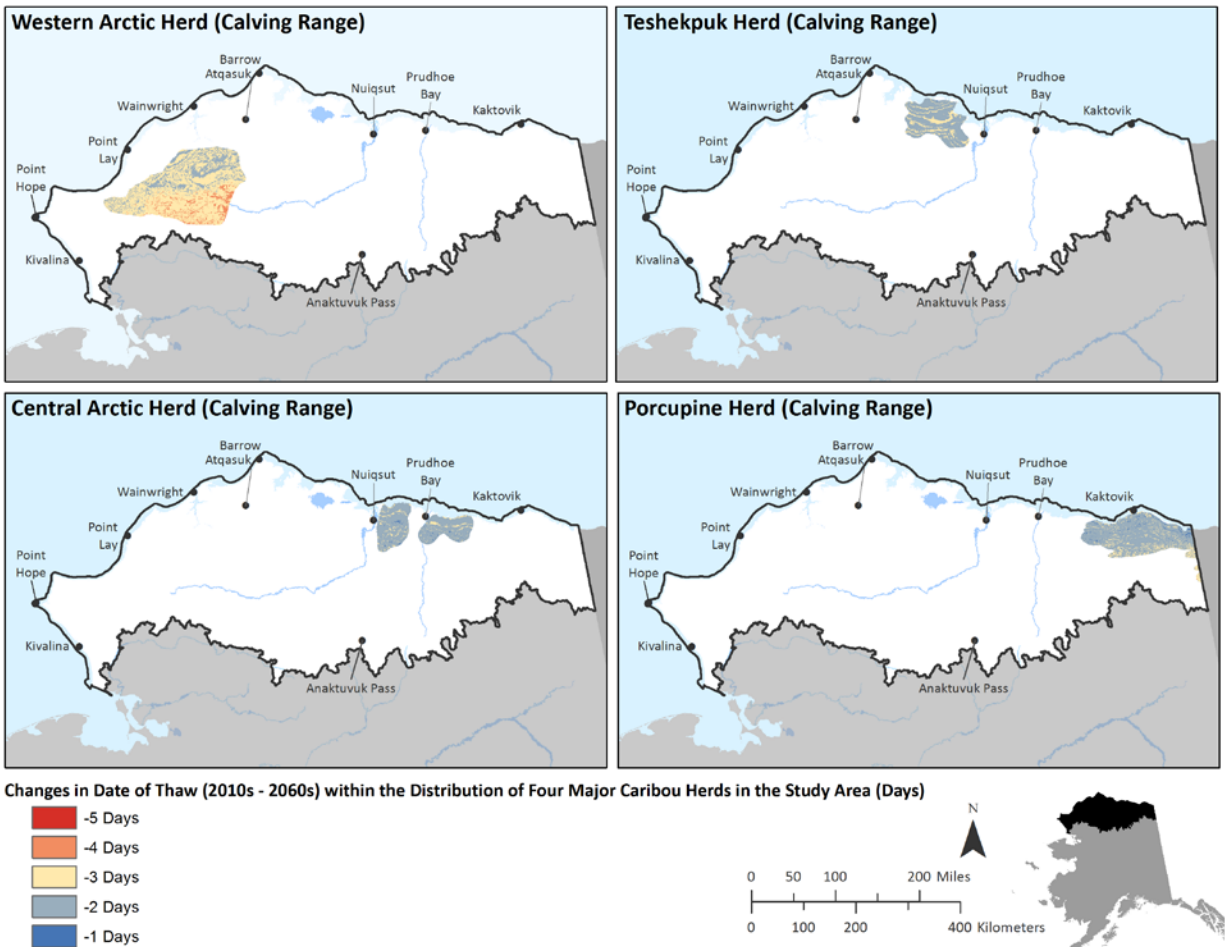 Western Arctic Herd (Calving Range)
Barrow
Atqasuk
Wainwright
Nuiqsut
Prudhoe
Bay
Kaktovik
Point
Lay
Point
Hope
Kivalina
Anaktuvuk Pass
Teshekpuk Herd (Calving Range)
Barrow
Atqasuk
Wainwright
Nuiqsut
Prudhoe
Bay
Kaktovik
Point
Lay
Point
Hope
Kivalina
Anaktuvuk Pass
Central Arctic Herd (Calving Range)
Barrow
Atqasuk
Wainwright
Nuiqsut
Prudhoe
Bay
Kaktovik
Point
Lay
Point
Hope
Kivalina
Anaktuvuk Pass
Porcupine Herd (Calving Range)
Barrow
Atqasuk
Wainwright
Nuiqsut
Prudhoe
Bay
Kaktovik
Point
Lay
Point
Hope
Kivalina
Anaktuvuk Pass
Changes in Date of Thaw (2010s - 2060s) within the Distribution of Four Major Caribou Herds in the Study Area (Days)
-5 Days
-4 Days
-3 Days
-2 Days
-1 Days
N
0 50 100 200 Miles
0 100 200 400 Kilometers